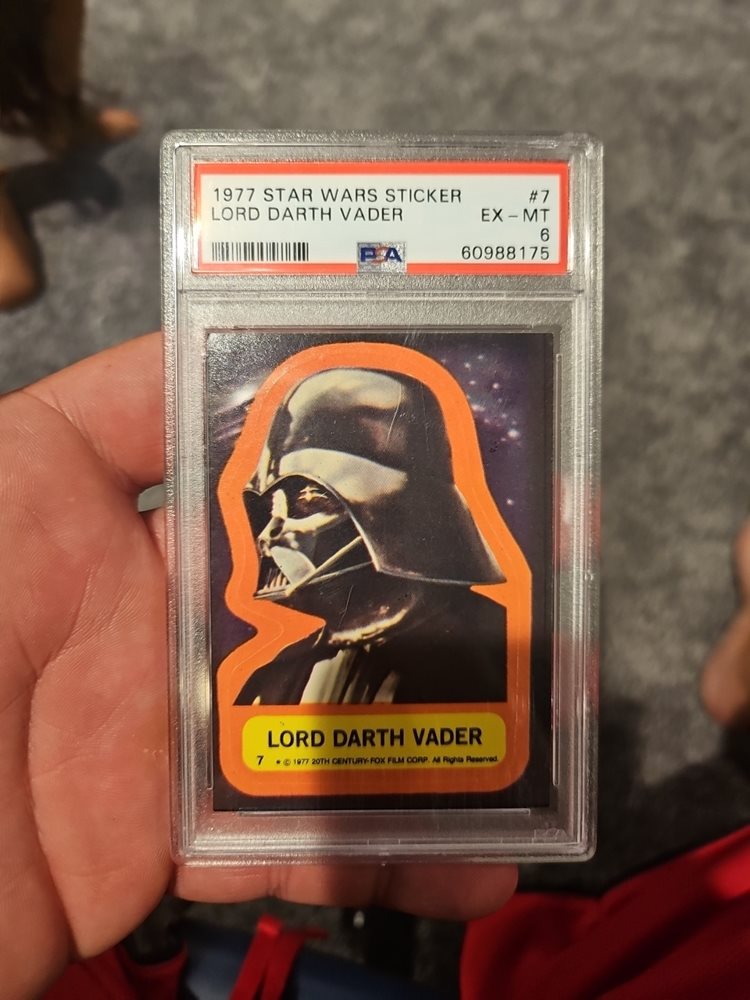 1977 STAR WARS STICKER #7
LORD DARTH VADER EX - MT
6
PSA 60988175
LORD DARTH VADER
7 * © 1977 20TH CENTURY-FOX FILM CORP. All Rights Reserved.